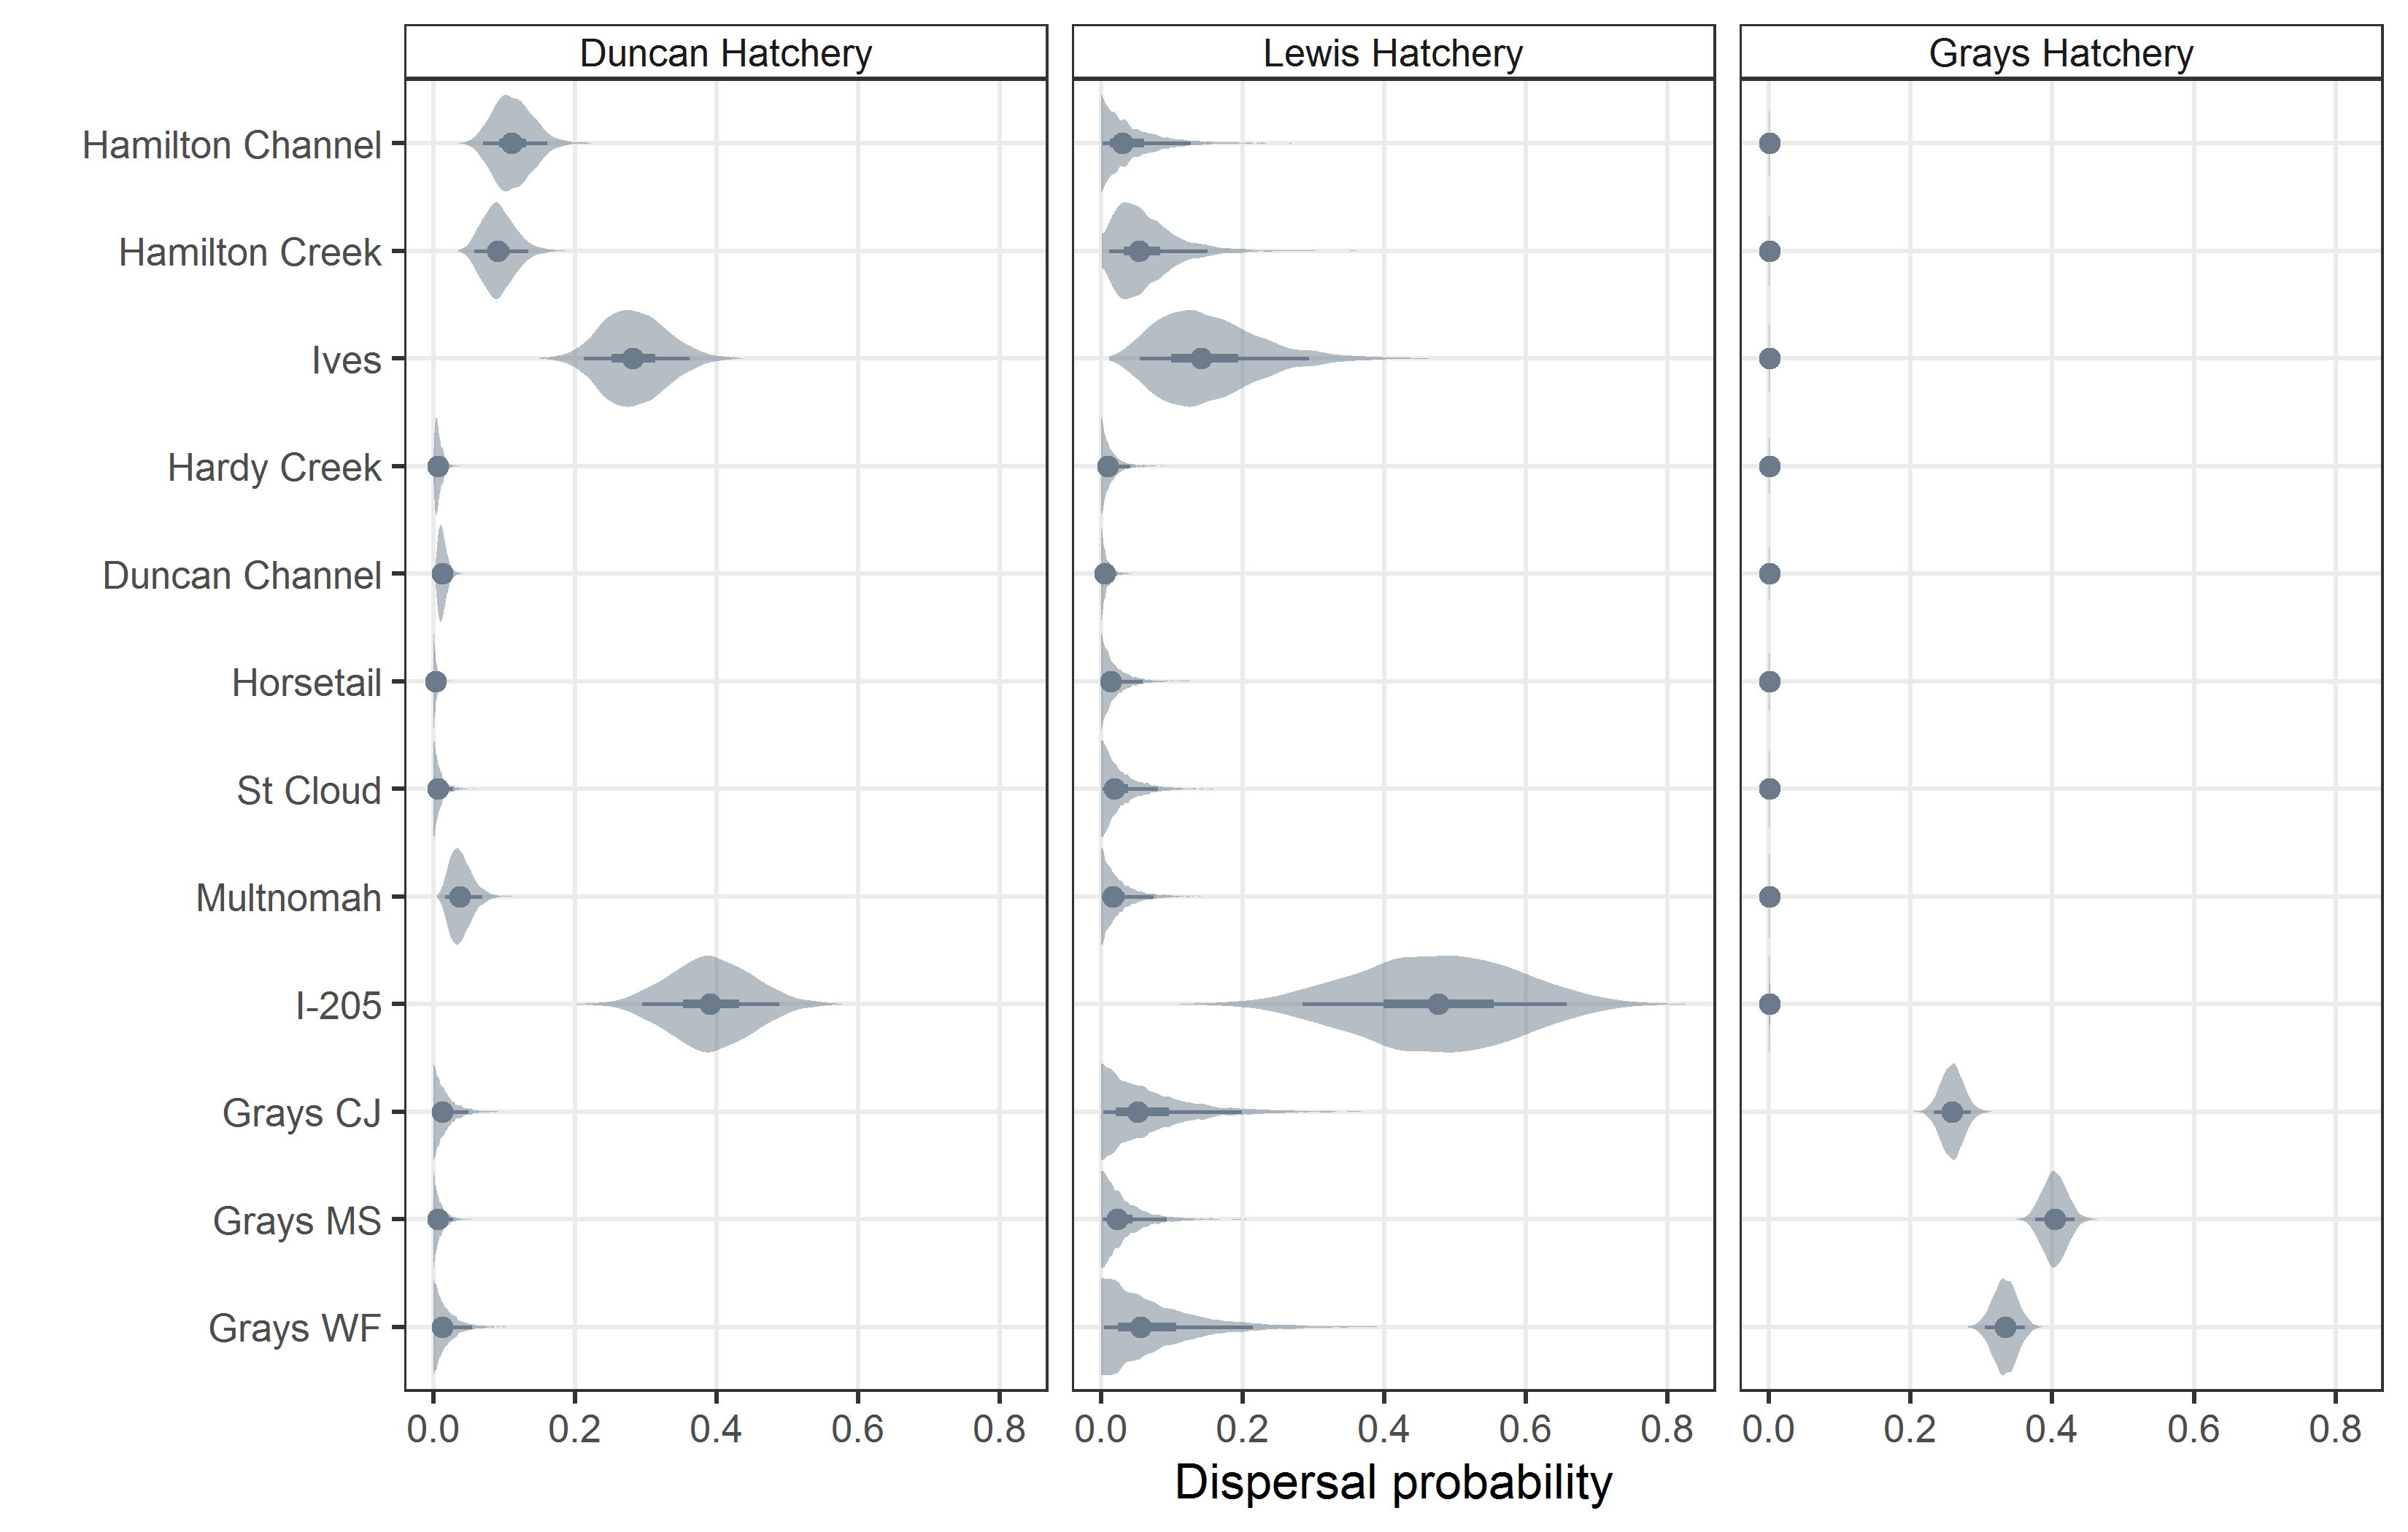 Duncan Hatchery Lewis Hatchery Grays Hatchery
Hamilton Channel
Hamilton Creek
Ives
Hardy Creek
Duncan Channel
Horsetail
St Cloud
Multnomah
I-205
Grays CJ
Grays MS
Grays WF
0.0 0.2 0.4 0.6 0.8 0.0 0.2 0.4 0.6 0.8 0.0 0.2 0.4 0.6 0.8
Dispersal probability